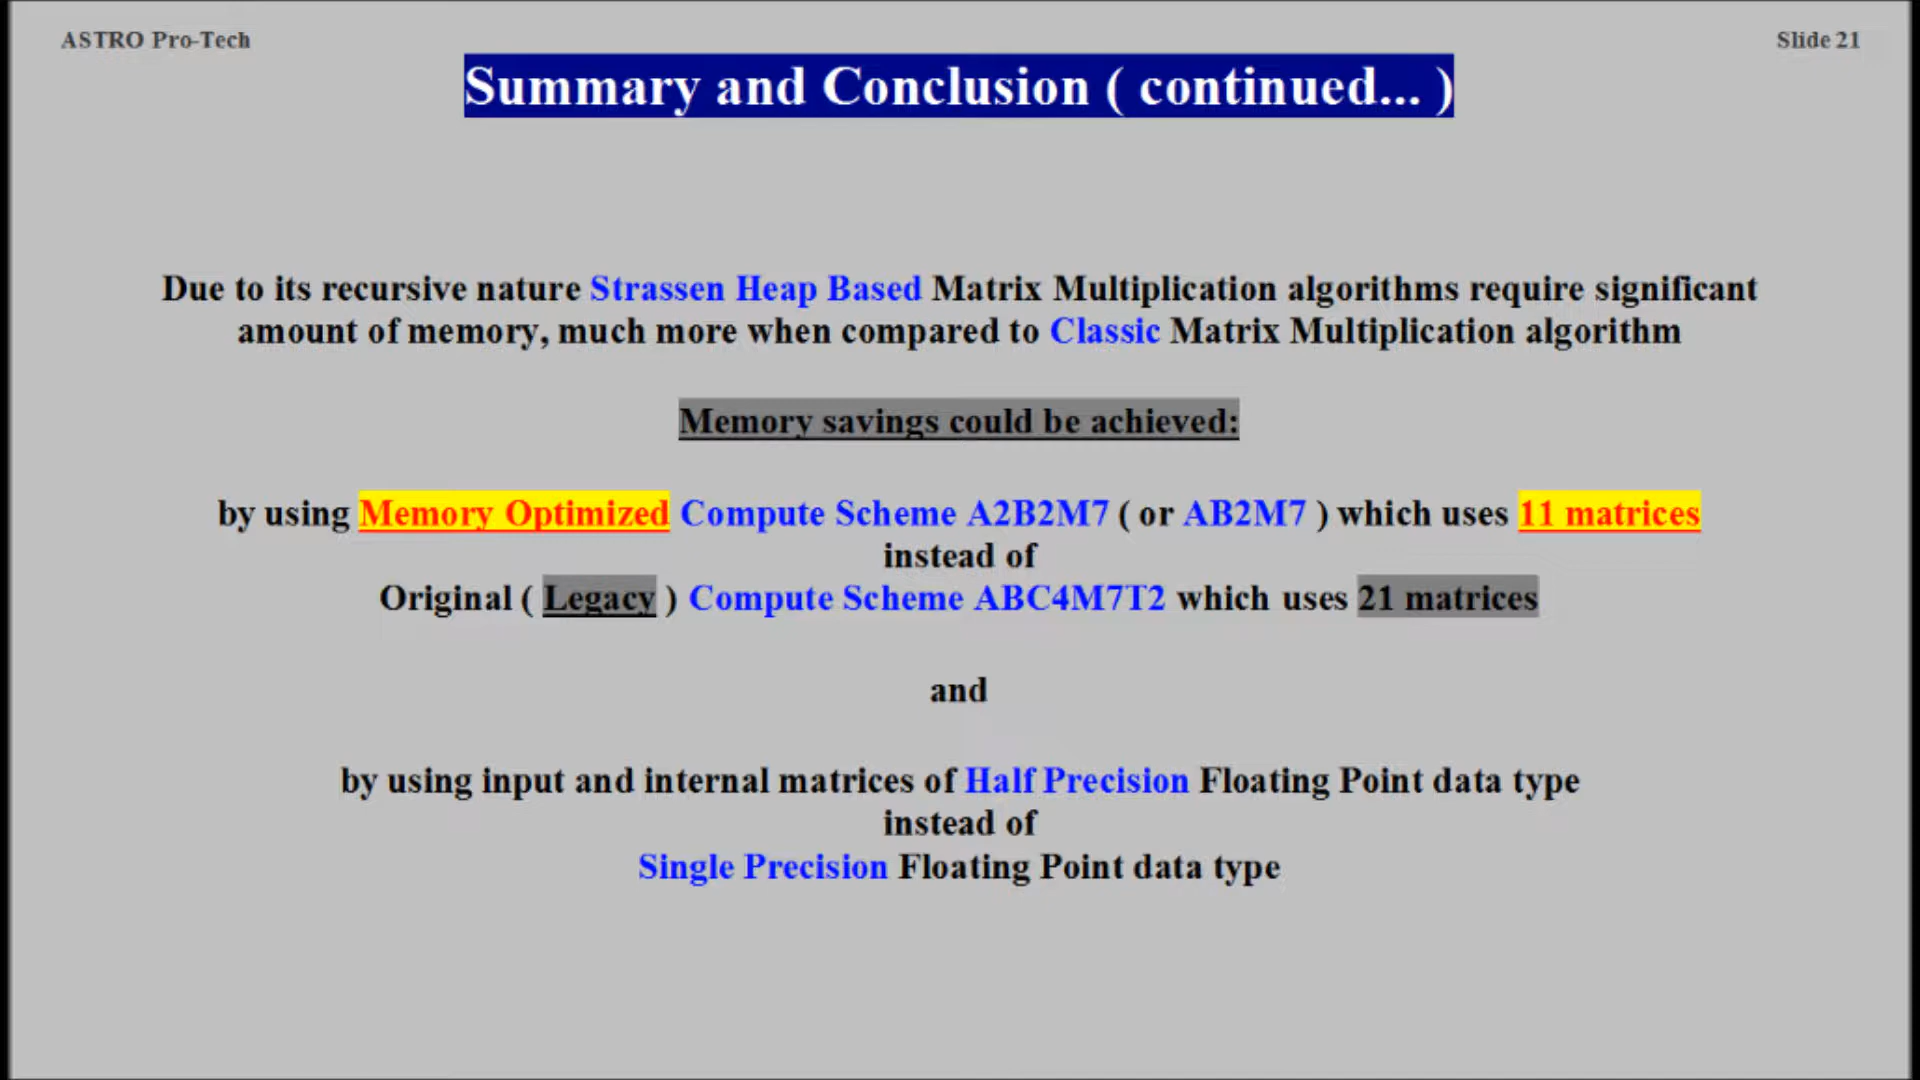 ASTRO Pro-Tech
Slide 21
Summary and Conclusion ( continued... )
Due to its recursive nature Strassen Heap Based Matrix Multiplication algorithms require significant
amount of memory, much more when compared to Classic Matrix Multiplication algorithm
Memory savings could be achieved:
by using Memory Optimized Compute Scheme A2B2M7 ( or AB2M7 ) which uses 11 matrices
instead of
Original ( Legacy ) Compute Scheme ABC4M7T2 which uses 21 matrices
and
by using input and internal matrices of Half Precision Floating Point data type
instead of
Single Precision Floating Point data type